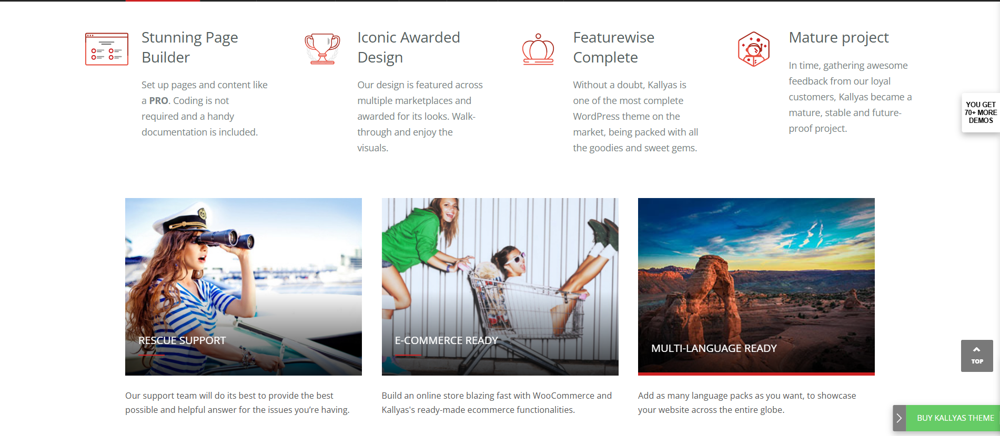 Stunning Page
Builder
Set up pages and content like
a PRO. Coding is not
required and a handy
documentation is included.
Iconic Awarded
Design
Our design is featured across
multiple marketplaces and
awarded for its looks. Walk-
through and enjoy the
visuals.
Featurewise
Complete
Without a doubt, Kallyas is
one of the most complete
WordPress theme on the
market, being packed with all
the goodies and sweet gems.
Mature project
In time, gathering awesome
feedback from our loyal
customers, Kallyas became a
mature, stable and future-
proof project.
YOU GET
70+ MORE
DEMOS
RESCUE SUPPORT
Our support team will do its best to provide the best
possible and helpful answer for the issues you’re having.
E-COMMERCE READY
Build an online store blazing fast with WooCommerce and
Kallyas's ready-made ecommerce functionalities.
MULTI-LANGUAGE READY
Add as many language packs as you want, to showcase
your website across the entire globe.
TOP
BUY KALLYAS THEME